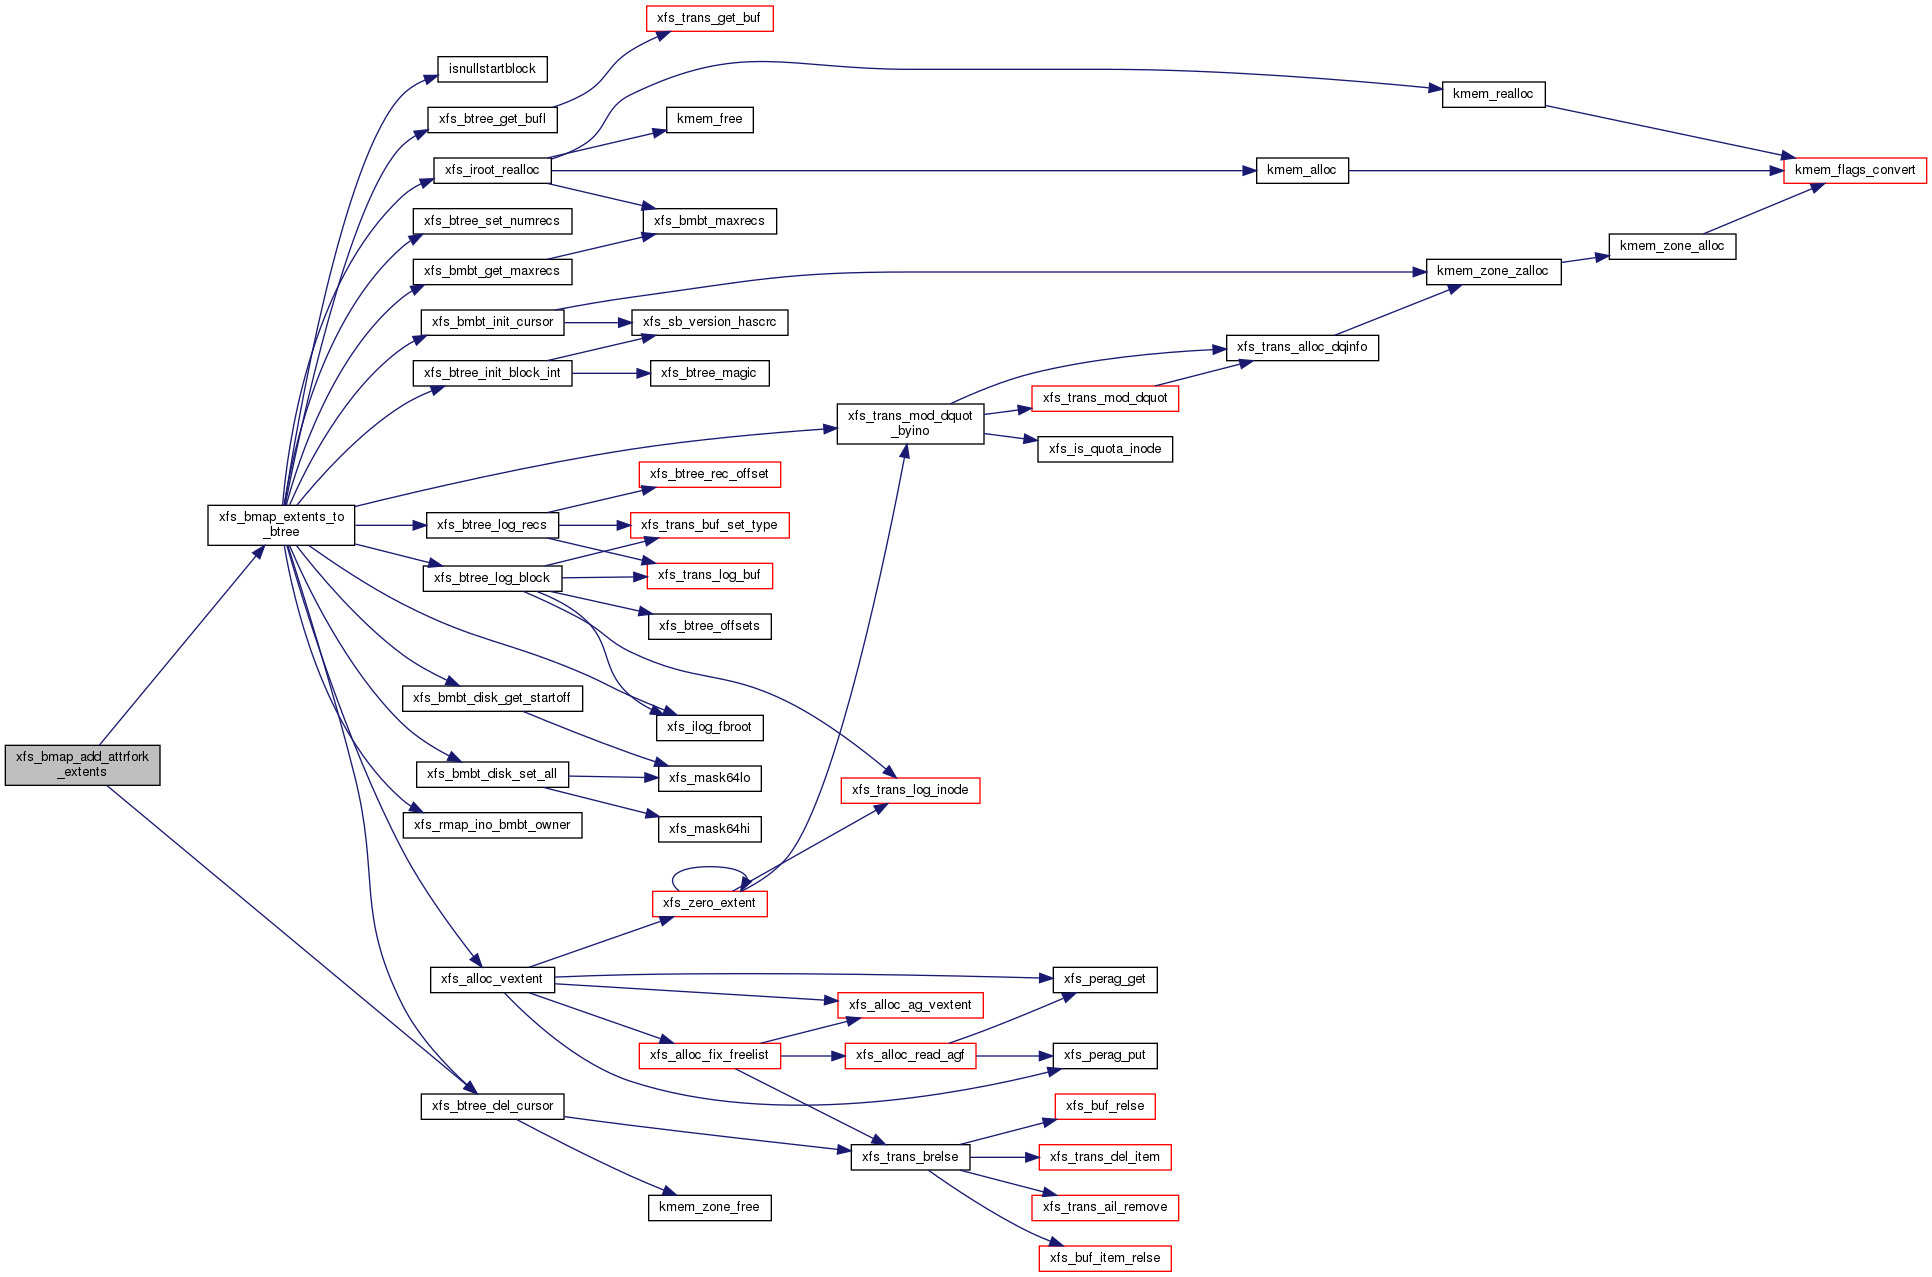 xfs_trans_get_buf
isnullstartblock
kmem_realloc
xfs_btree_get_bufl
kmem_free
xfs_iroot_realloc
kmem_alloc
kmem_flags_convert
xfs_btree_set_numrecs
xfs_bmbt_maxrecs
kmem_zone_alloc
xfs_bmbt_get_maxrecs
kmem_zone_zalloc
xfs_bmbt_init_cursor
xfs_sb_version_hascrc
xfs_trans_alloc_dqinfo
xfs_btree_init_block_int
xfs_btree_magic
xfs_trans_mod_dquot
xfs_trans_mod_dquot
_byino
xfs_is_quota_inode
xfs_btree_rec_offset
xfs_bmap_extents_to
_btree
xfs_btree_log_recs
xfs_trans_buf_set_type
xfs_btree_log_block
xfs_trans_log_buf
xfs_btree_offsets
xfs_bmbt_disk_get_startoff
xfs_ilog_fbroot
xfs_bmap_add_attrfork
_extents
xfs_bmbt_disk_set_all
xfs_mask64lo
xfs_trans_log_inode
xfs_rmap_ino_bmbt_owner
xfs_mask64hi
xfs_zero_extent
xfs_alloc_vextent
xfs_perag_get
xfs_alloc_ag_vextent
xfs_alloc_fix_freelist
xfs_alloc_read_agf
xfs_perag_put
xfs_btree_del_cursor
xfs_buf_relse
xfs_trans_brelse
xfs_trans_del_item
kmem_zone_free
xfs_trans_ail_remove
xfs_buf_item_relse